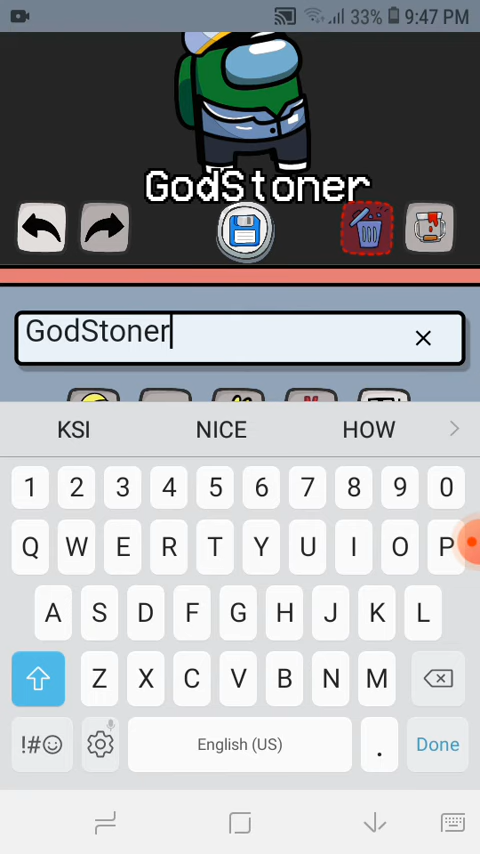 33% 9:47 PM
GodStoner
GodStoner
KSI NICE HOW
1 2 3 4 5 6 7 8 9 0
Q W E R T Y U I O P
A S D F G H J K L
Z X C V B N M
!#☺ English (US) . Done